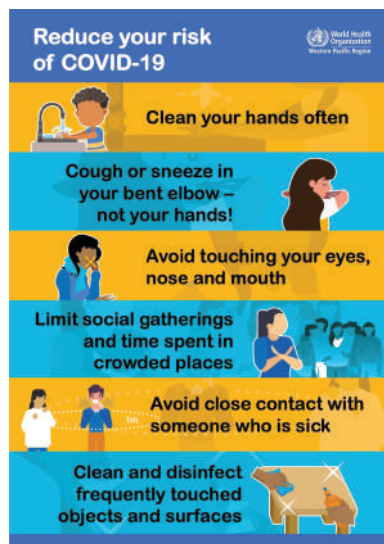 Reduce your risk
of COVID-19
World Health
Organization
Western Pacific Region
Clean your hands often
Cough or sneeze in
your bent elbow –
not your hands!
Avoid touching your eyes,
nose and mouth
Limit social gatherings
and time spent in
crowded places
Avoid close contact with
someone who is sick
1m
Clean and disinfect
frequently touched
objects and surfaces